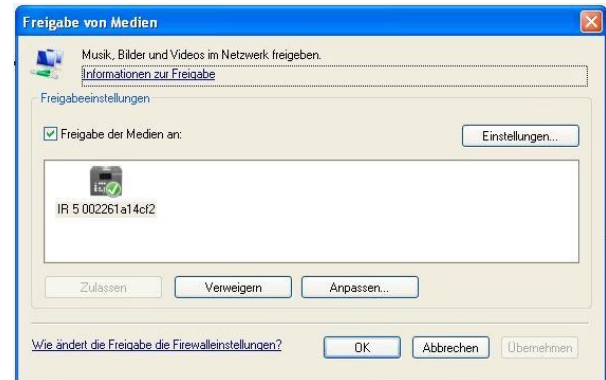 Freigabe von Medien
Musik, Bilder und Videos im Netzwerk freigeben.
Informationen zur Freigabe
Freigabeeinstellungen
Freigabe der Medien an:
Einstellungen...
IR 5 002261a14cf2
Zulassen
Verweigern
Anpassen...
Wie ändert die Freigabe die Firewalleinstellungen?
OK
Abbrechen
Übernehmen